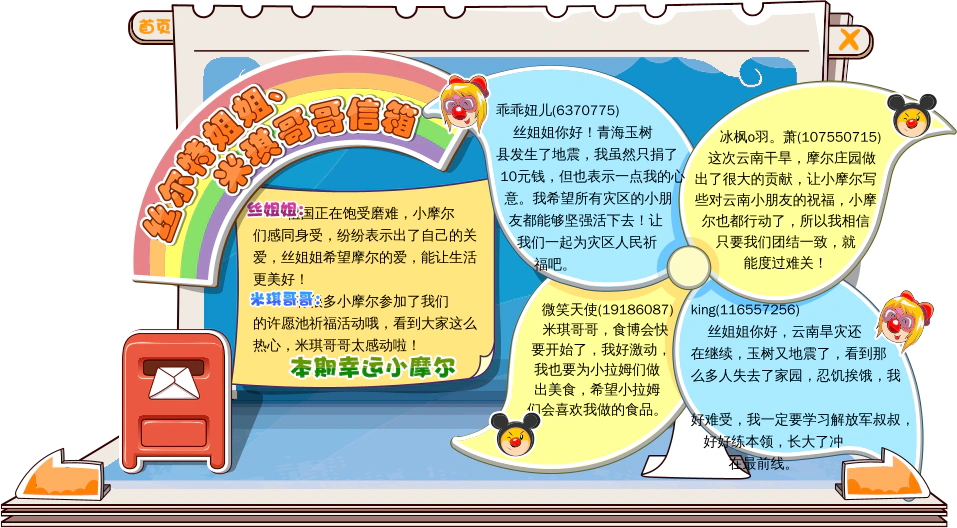 首页
丝尔特姐姐、
米琪哥哥信箱
丝姐姐:祖国正在饱受磨难，小摩尔
们感同身受，纷纷表示出了自己的关
爱，丝姐姐希望摩尔的爱，能让生活
更美好！
米琪哥哥:多小摩尔参加了我们
的许愿池祈福活动哦，看到大家这么
热心，米琪哥哥太感动啦！
本期幸运小摩尔
乖乖妞儿(6370775)
丝姐姐你好！青海玉树
县发生了地震，我虽然只捐了
10元钱，但也表示一点我的心
意。我希望所有灾区的小朋
友都能够坚强活下去！让
我们一起为灾区人民祈
福吧。
冰枫o羽。萧(107550715)
这次云南干旱，摩尔庄园做
出了很大的贡献，让小摩尔写
些对云南小朋友的祝福，小摩
尔也都行动了，所以我相信
只要我们团结一致，就
能度过难关！
微笑天使(19186087)
米琪哥哥，食博会快
要开始了，我好激动，
我也要为小拉姆们做
出美食，希望小拉姆
们会喜欢我做的食品。
king(116557256)
丝姐姐你好，云南旱灾还
在继续，玉树又地震了，看到那
么多人失去了家园，忍饥挨饿，我
好难受，我一定要学习解放军叔叔，
好好练本领，长大了冲
在最前线。